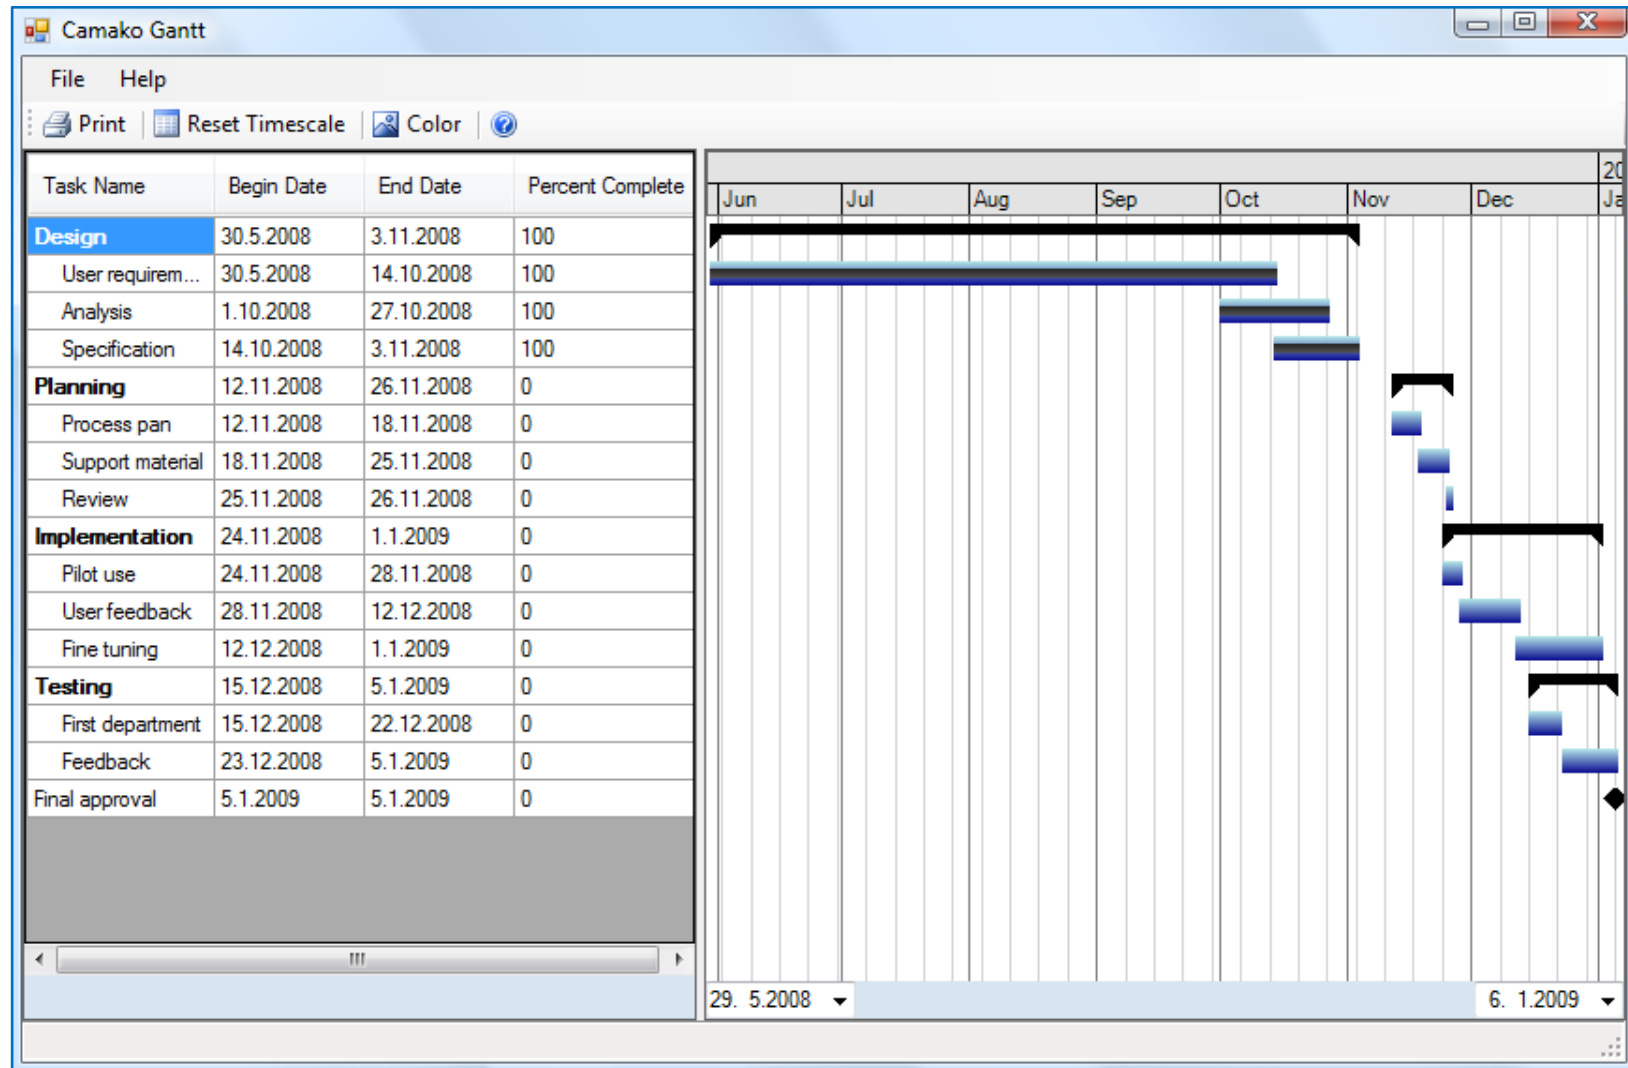 Camako Gantt
File Help
Print Reset Timescale Color ?
Task Name Begin Date End Date Percent Complete
20
Jun Jul Aug Sep Oct Nov Dec Ja
Design 30.5.2008 3.11.2008 100
User requirem... 30.5.2008 14.10.2008 100
Analysis 1.10.2008 27.10.2008 100
Specification 14.10.2008 3.11.2008 100
Planning 12.11.2008 26.11.2008 0
Process pan 12.11.2008 18.11.2008 0
Support material 18.11.2008 25.11.2008 0
Review 25.11.2008 26.11.2008 0
Implementation 24.11.2008 1.1.2009 0
Pilot use 24.11.2008 28.11.2008 0
User feedback 28.11.2008 12.12.2008 0
Fine tuning 12.12.2008 1.1.2009 0
Testing 15.12.2008 5.1.2009 0
First department 15.12.2008 22.12.2008 0
Feedback 23.12.2008 5.1.2009 0
Final approval 5.1.2009 5.1.2009 0
29. 5.2008 6. 1.2009